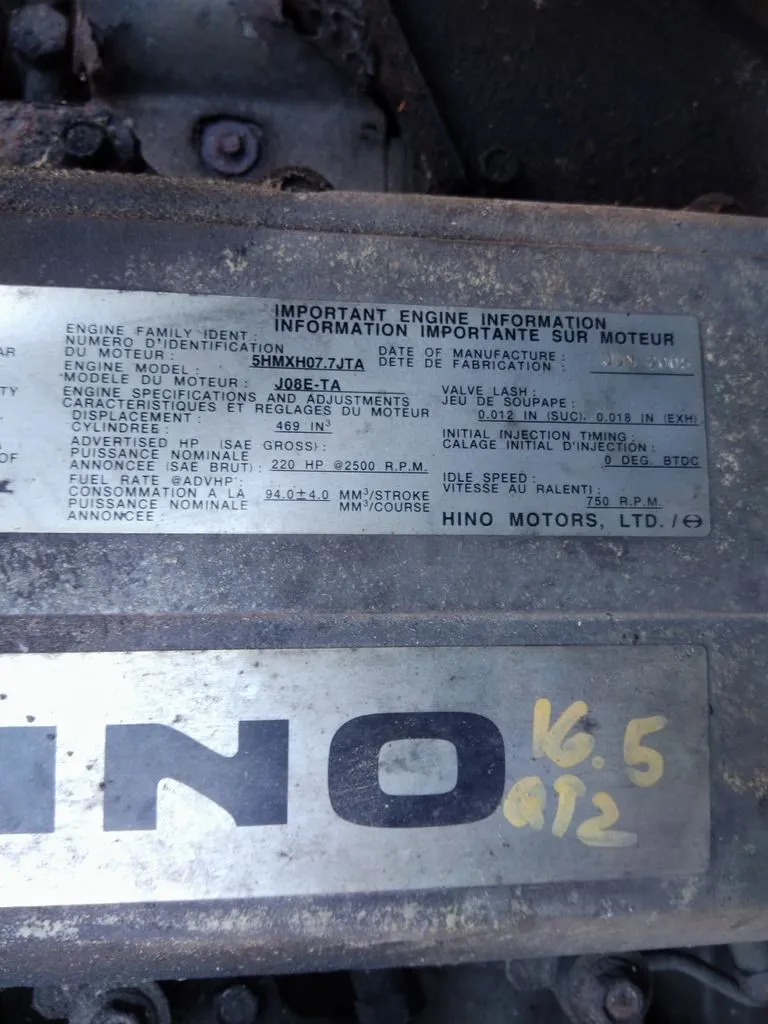 IMPORTANT ENGINE INFORMATION
INFORMATION IMPORTANTE SUR MOTEUR
ENGINE FAMILY IDENT :
NUMERO D'IDENTIFICATION
DU MOTEUR : 5HMXH07.7JTA
ENGINE MODEL :
MODELE DU MOTEUR : J08E-TA
ENGINE SPECIFICATIONS AND ADJUSTMENTS
CARACTERISTIQUES ET REGLAGES DU MOTEUR
DISPLACEMENT :
CYLINDREE : 469 IN³
ADVERTISED HP (SAE GROSS) :
PUISSANCE NOMINALE
ANNONCEE (SAE BRUT) : 220 HP @2500 R.P.M.
FUEL RATE @ADVHP :
CONSOMMATION A LA 94.0±4.0 MM³/STROKE
PUISSANCE NOMINALE MM³/COURSE
ANNONCEE :
DATE OF MANUFACTURE :
DETE DE FABRICATION :
VALVE LASH :
JEU DE SOUPAPE :
0.012 IN (SUC). 0.018 IN (EXH)
INITIAL INJECTION TIMING :
CALAGE INITIAL D'INJECTION :
0 DEG. BTDC
IDLE SPEED :
VITESSE AU RALENTI :
750 R.P.M.
HINO MOTORS, LTD. /
AR
TY
OF
INO
16.5
QT2